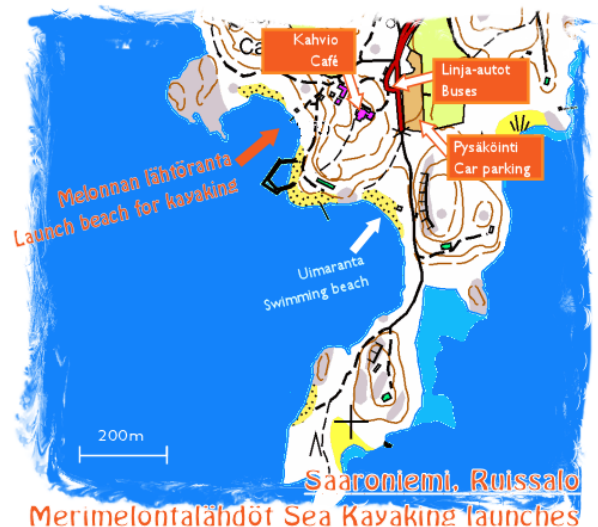 Kahvio
Café
Linja-autot
Buses
Pysäköinti
Car parking
Melonnan lähtöranta
Launch beach for kayaking
Uimaranta
Swimming beach
200m
Saaroniemi, Ruissalo
Merimelontalähdöt Sea Kayaking launches